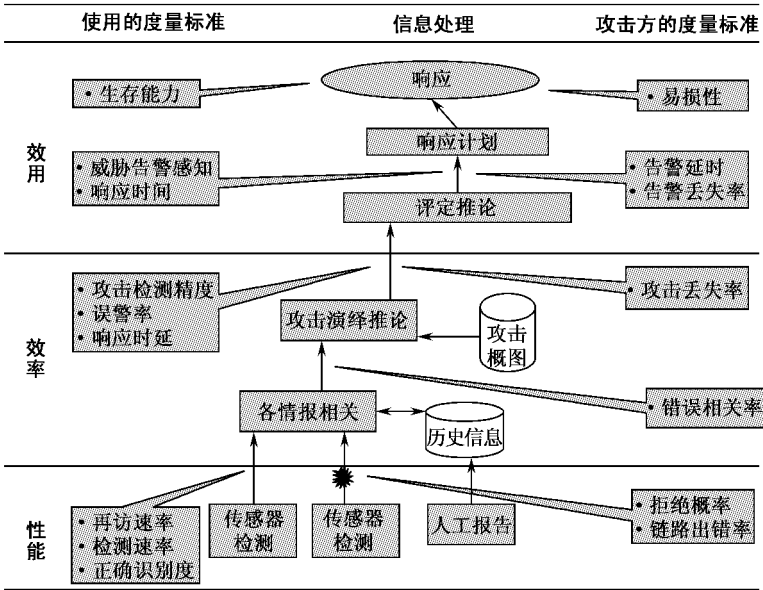 使用的度量标准 信息处理 攻击方的度量标准
效用
• 生存能力
响应
• 易损性
响应计划
• 威胁告警感知
• 响应时间
• 告警延时
• 告警丢失率
评定推论
效率
• 攻击检测精度
• 误警率
• 响应时延
• 攻击丢失率
攻击演绎推论
攻击
概图
• 错误相关率
各情报相关
历史信息
性能
• 再访速率
• 检测速率
• 正确识别度
传感器
检测
传感器
检测
人工报告
• 拒绝概率
• 链路出错率